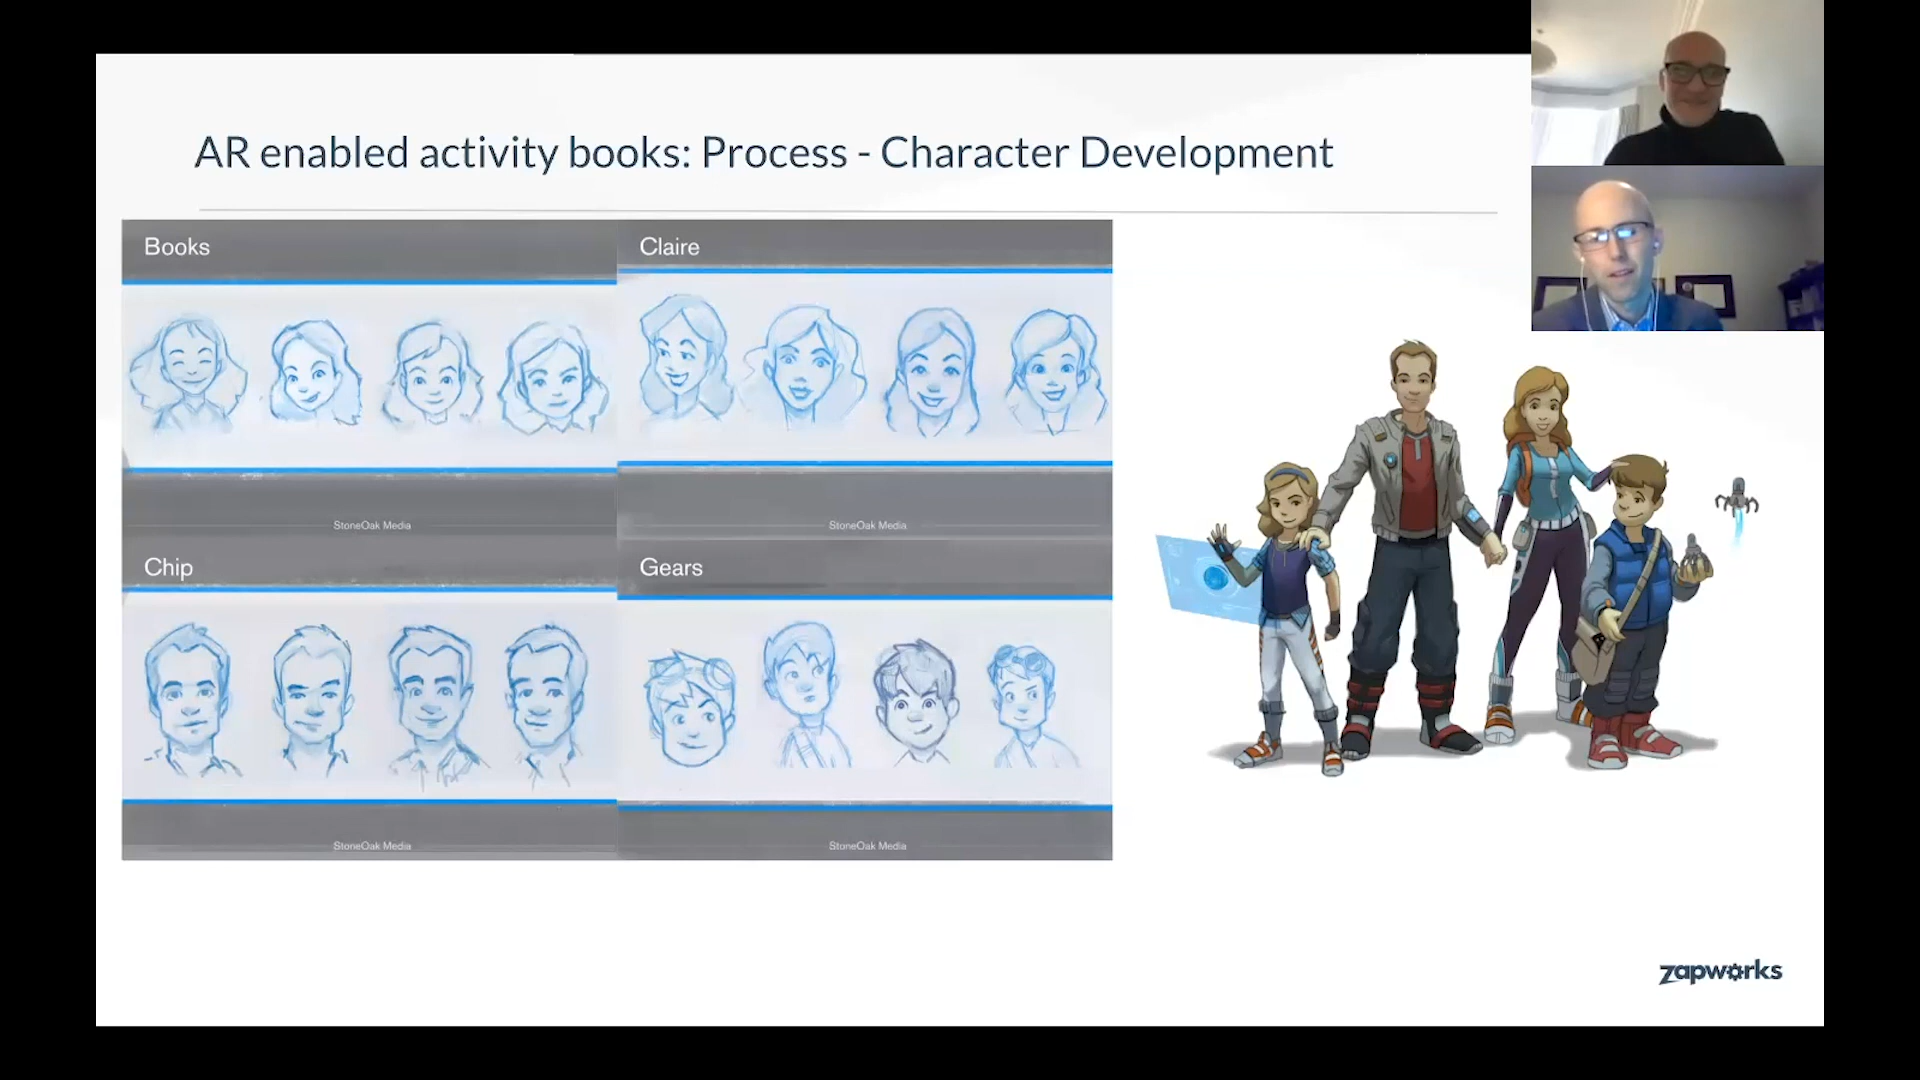 AR enabled activity books: Process - Character Development
Books
Claire
StoneOak Media
StoneOak Media
Chip
Gears
StoneOak Media
StoneOak Media
zapworks